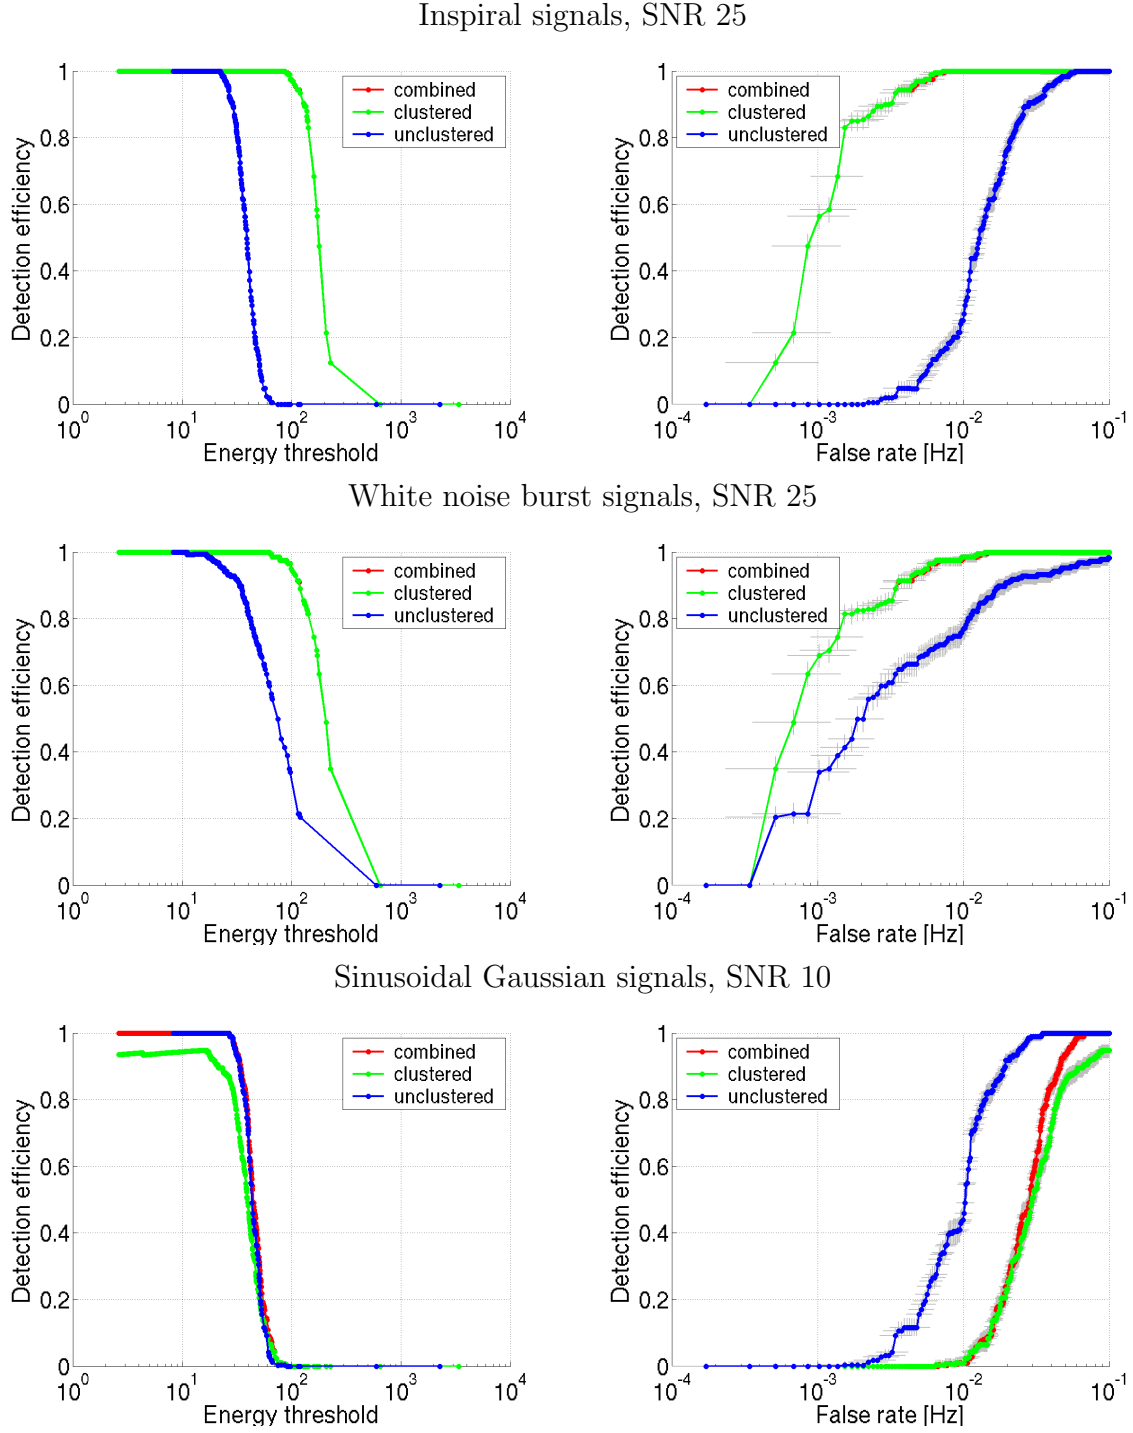 Inspiral signals, SNR 25
1
0.8
0.6
0.4
0.2
0
Detection efficiency
combined
clustered
unclustered
10^0 10^1 10^2 10^3 10^4
Energy threshold
1
0.8
0.6
0.4
0.2
0
Detection efficiency
combined
clustered
unclustered
10^-4 10^-3 10^-2 10^-1
False rate [Hz]
White noise burst signals, SNR 25
1
0.8
0.6
0.4
0.2
0
Detection efficiency
combined
clustered
unclustered
10^0 10^1 10^2 10^3 10^4
Energy threshold
1
0.8
0.6
0.4
0.2
0
Detection efficiency
combined
clustered
unclustered
10^-4 10^-3 10^-2 10^-1
False rate [Hz]
Sinusoidal Gaussian signals, SNR 10
1
0.8
0.6
0.4
0.2
0
Detection efficiency
combined
clustered
unclustered
10^0 10^1 10^2 10^3 10^4
Energy threshold
1
0.8
0.6
0.4
0.2
0
Detection efficiency
combined
clustered
unclustered
10^-4 10^-3 10^-2 10^-1
False rate [Hz]